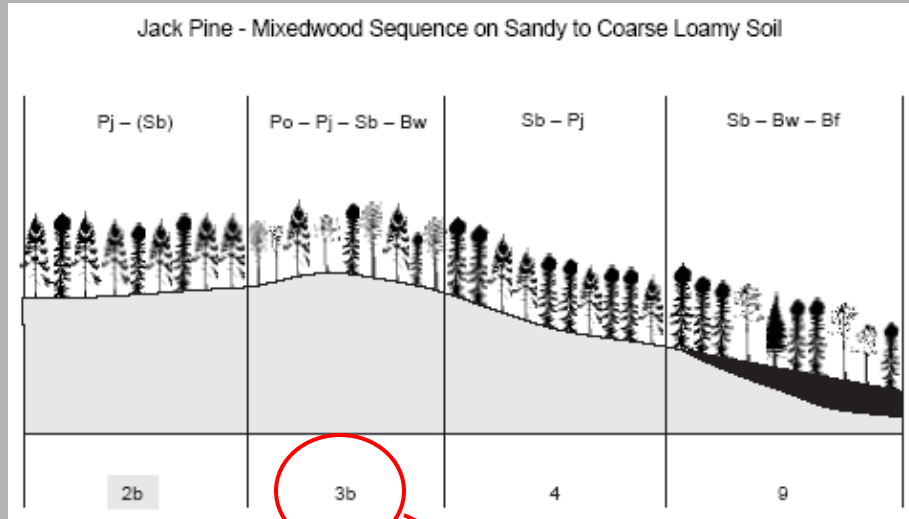 Jack Pine - Mixedwood Sequence on Sandy to Coarse Loamy Soil
Pj – (Sb) Po – Pj – Sb – Bw Sb – Pj Sb – Bw – Bf
2b 3b 4 9